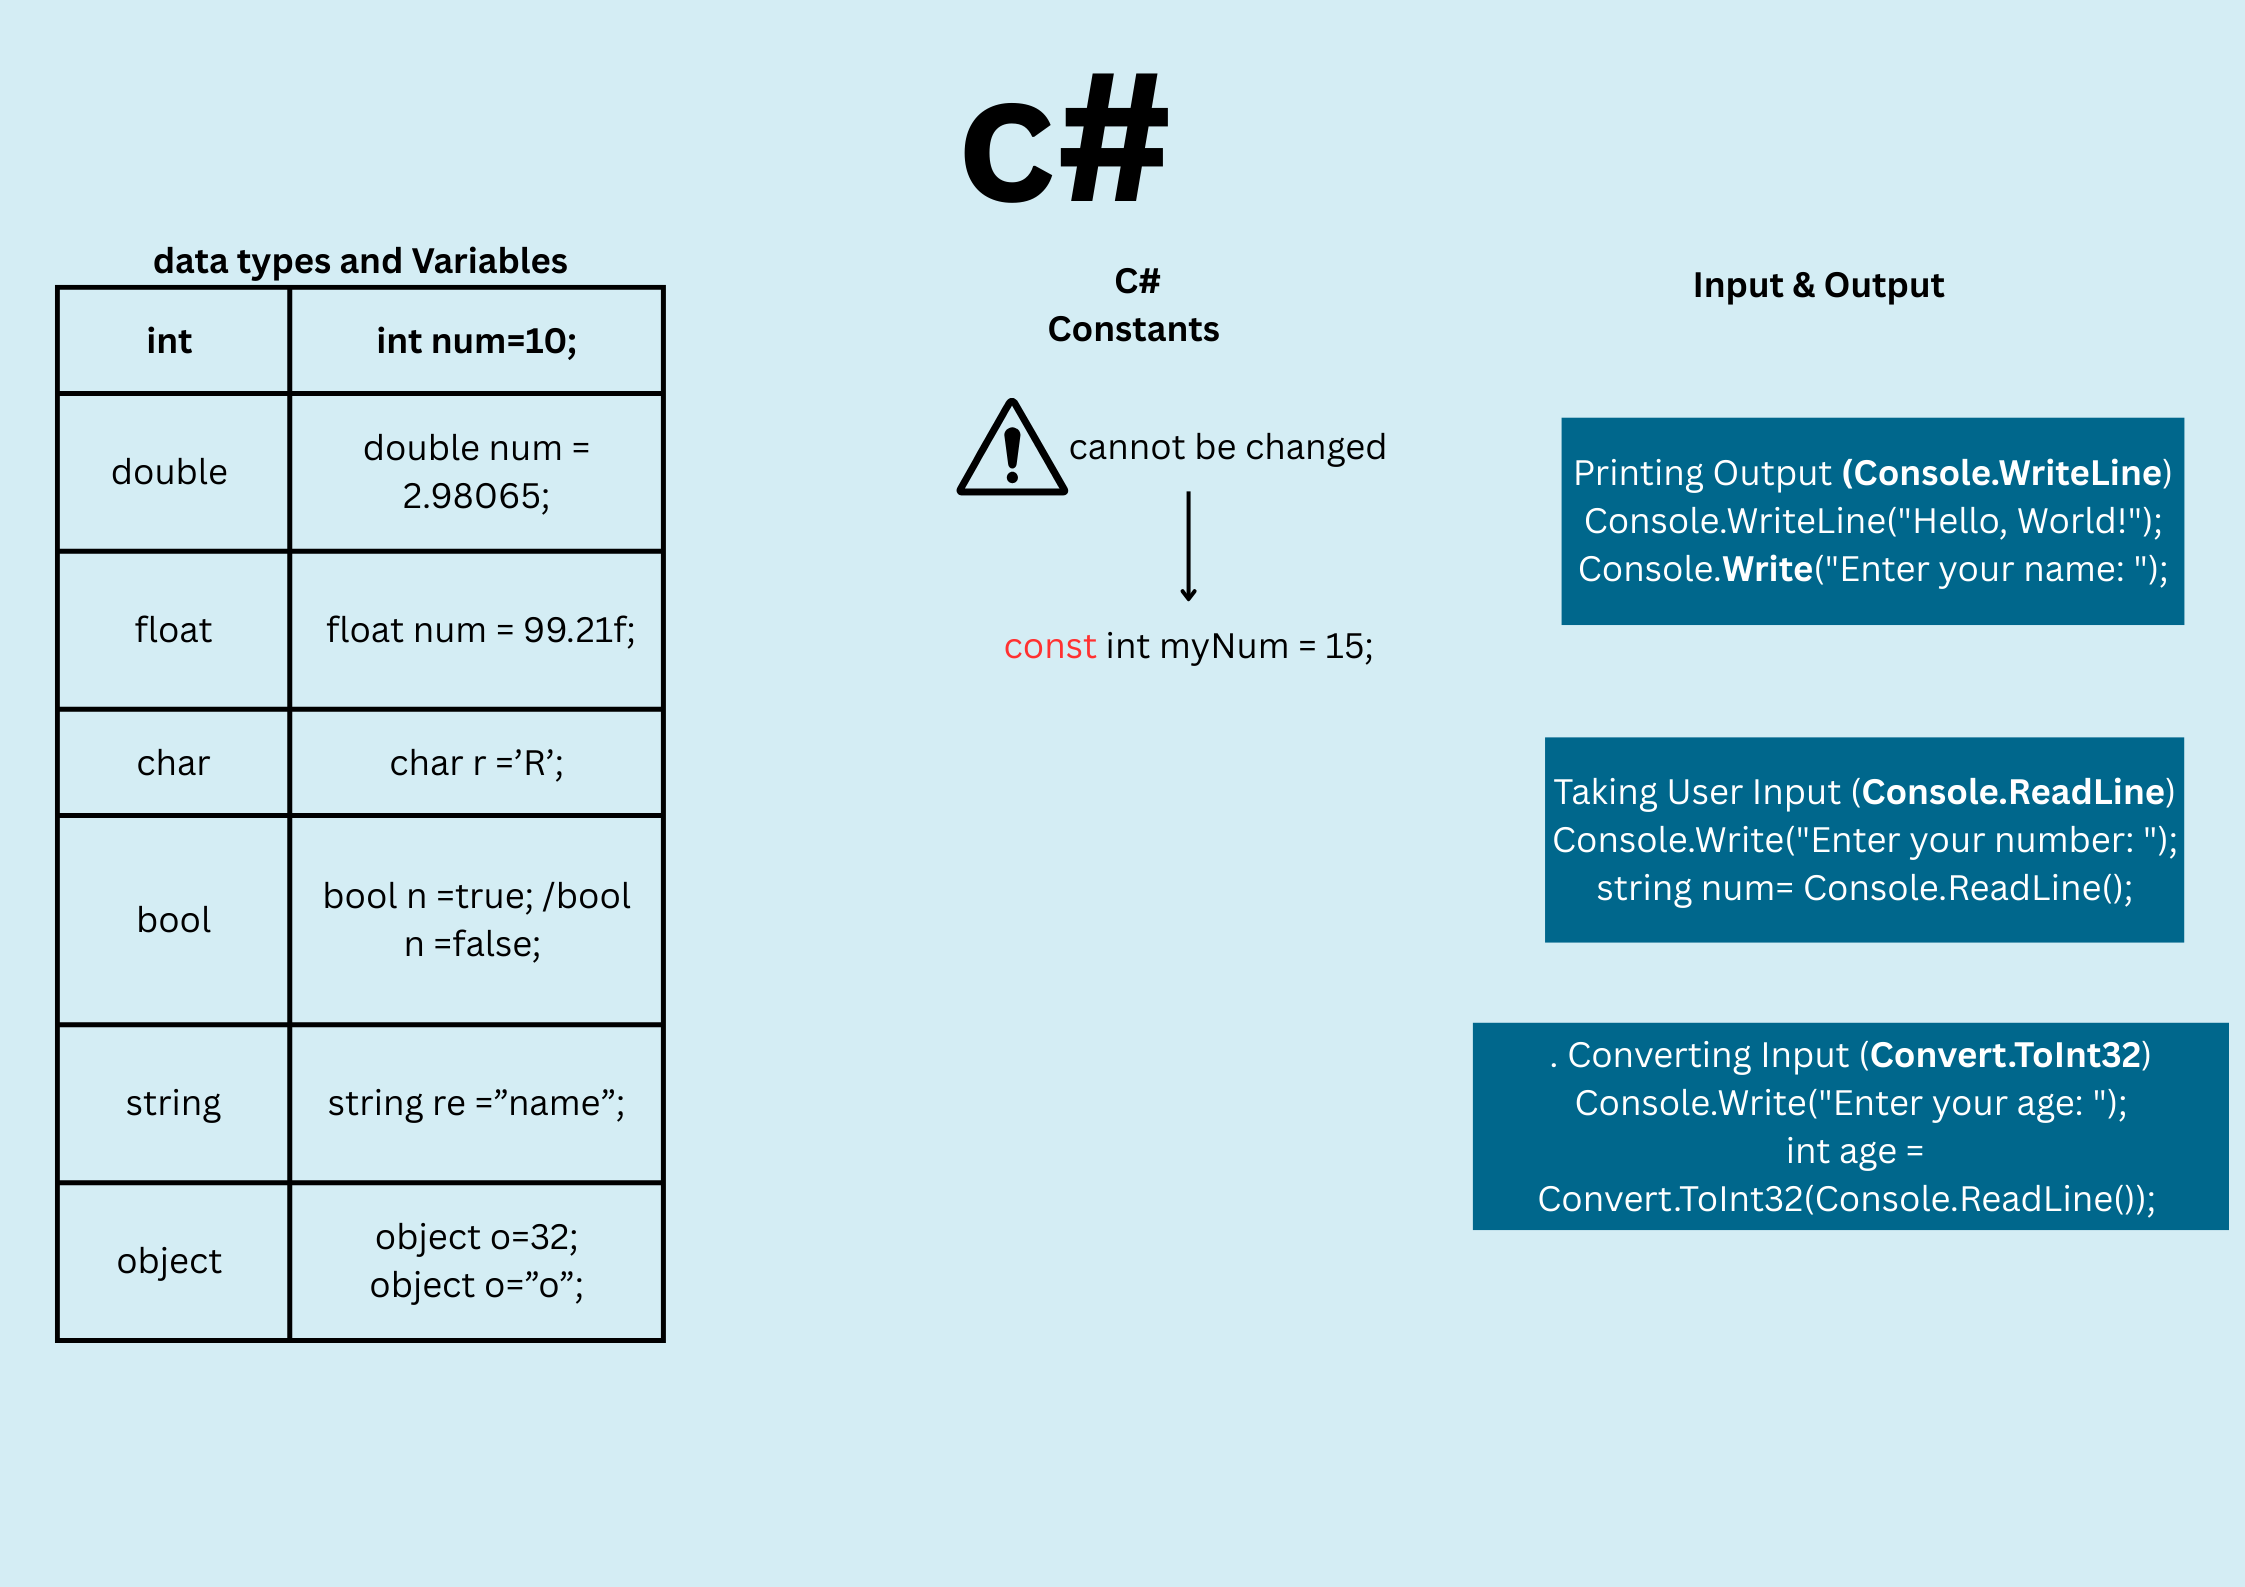 c#
data types and Variables
int
int num=10;
double
double num =
2.98065;
float
float num = 99.21f;
char
char r =’R’;
bool
bool n =true; /bool
n =false;
string
string re =”name”;
object
object o=32;
object o=”o”;
C#
Constants
cannot be changed
const int myNum = 15;
Input & Output
Printing Output (Console.WriteLine)
Console.WriteLine("Hello, World!");
Console.Write("Enter your name: ");
Taking User Input (Console.ReadLine)
Console.Write("Enter your number: ");
string num= Console.ReadLine();
. Converting Input (Convert.ToInt32)
Console.Write("Enter your age: ");
int age =
Convert.ToInt32(Console.ReadLine());